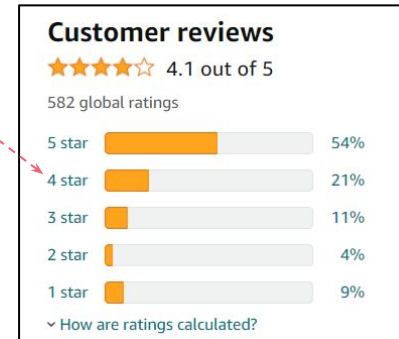 Customer reviews
4.1 out of 5
582 global ratings
5 star 54%
4 star 21%
3 star 11%
2 star 4%
1 star 9%
How are ratings calculated?